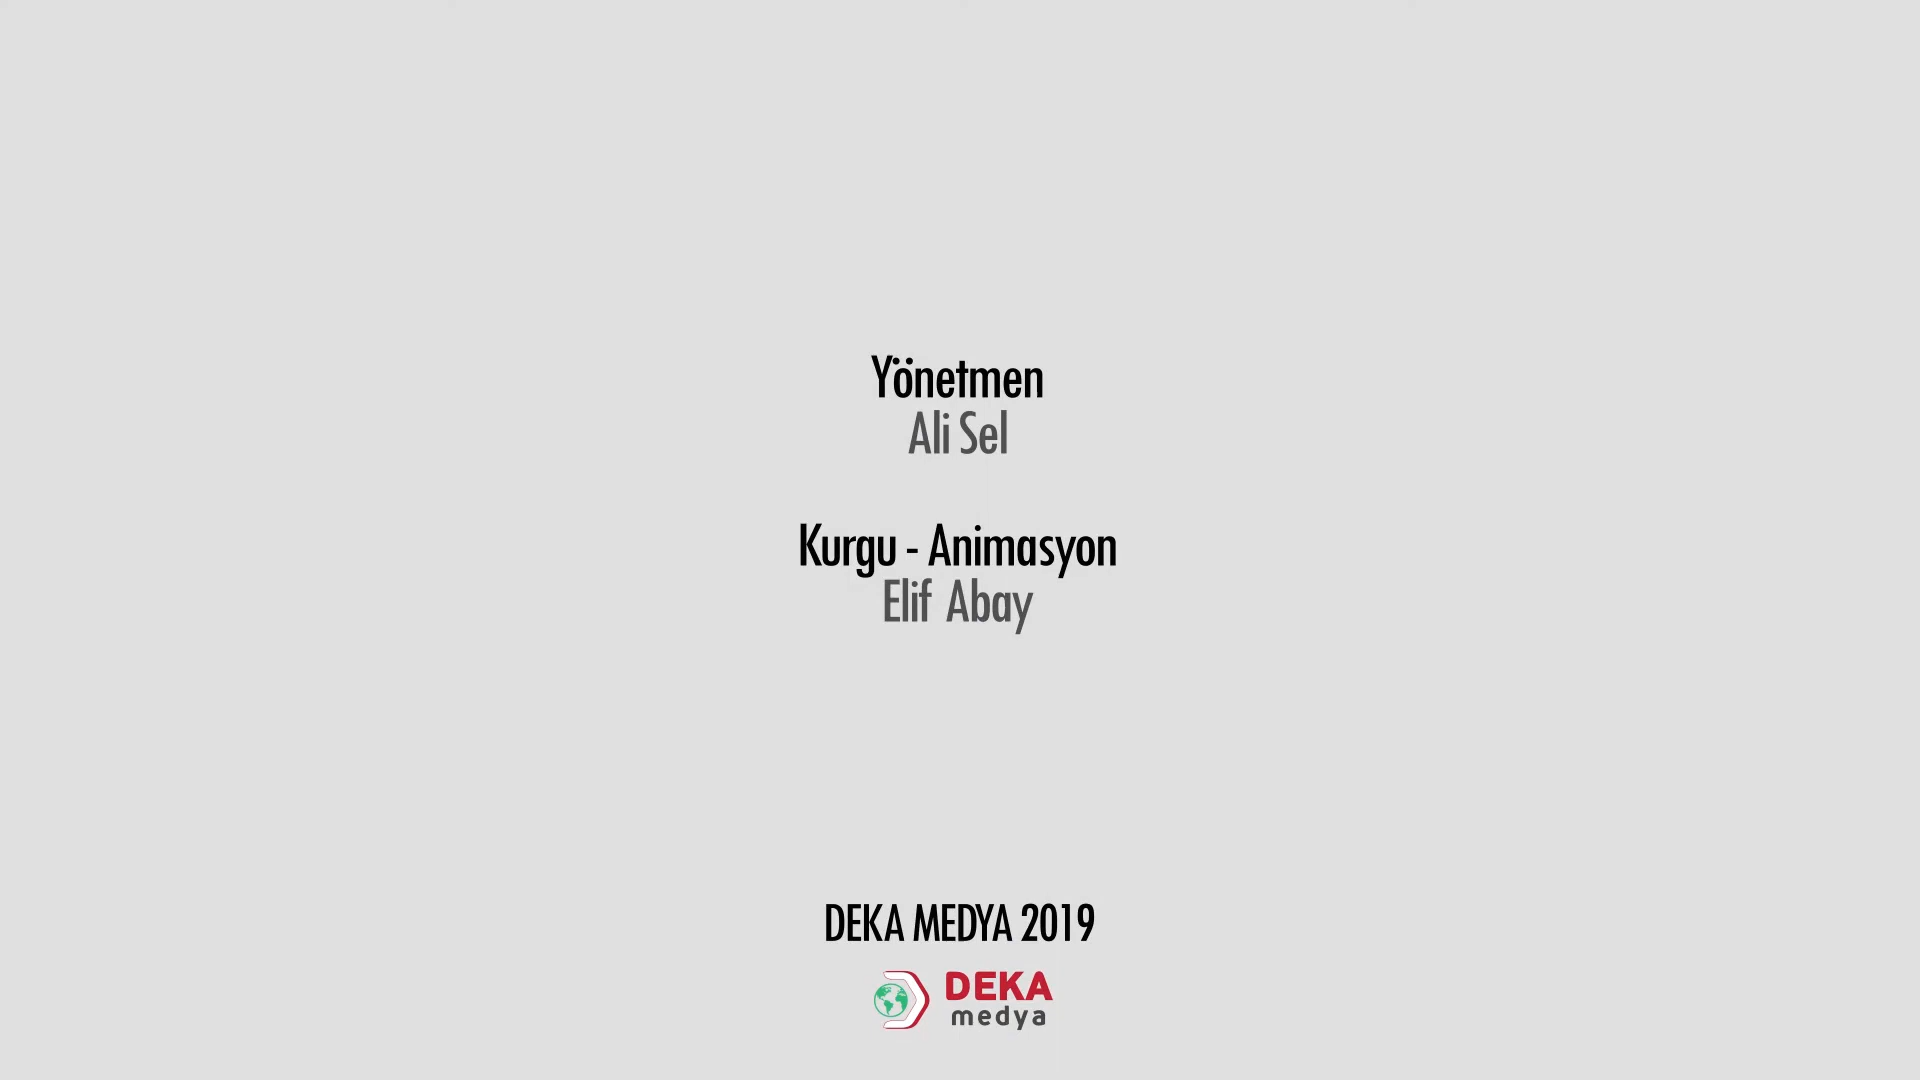 Yönetmen
Ali Sel
Kurgu - Animasyon
Elif Abay
DEKA MEDYA 2019
DEKA
medya